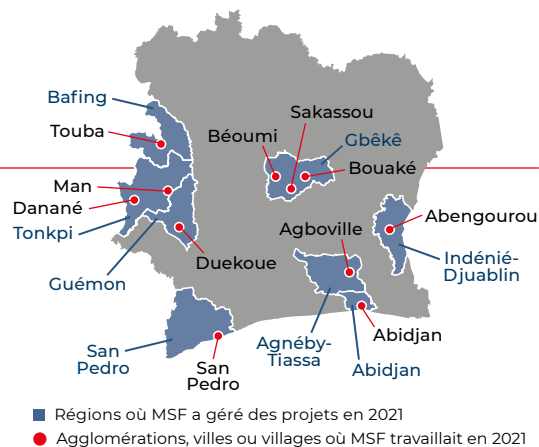 Bafing
Touba
Sakassou
Béoumi
Gbêkê
Bouaké
Man
Danané
Tonkpi
Guémon
Duekoue
Agboville
Abengourou
Indénié-
Djuablin
San
Pedro
San
Pedro
Agnéby-
Tiassa
Abidjan
Abidjan
Régions où MSF a géré des projets en 2021
Agglomérations, villes ou villages où MSF travaillait en 2021